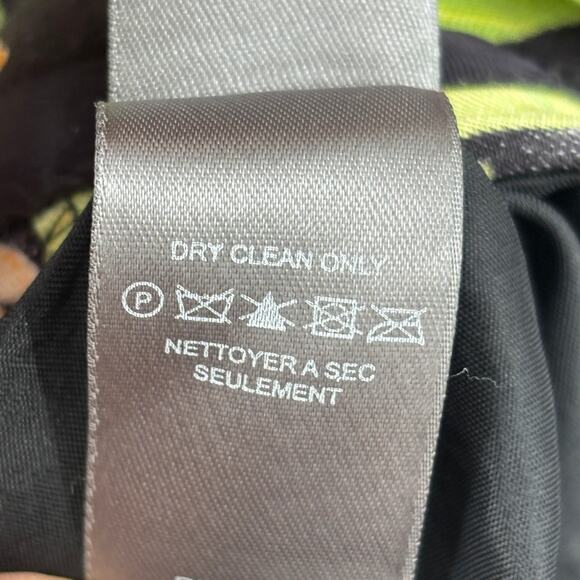 DRY CLEAN ONLY
P
NETTOYER A SEC
SEULEMENT